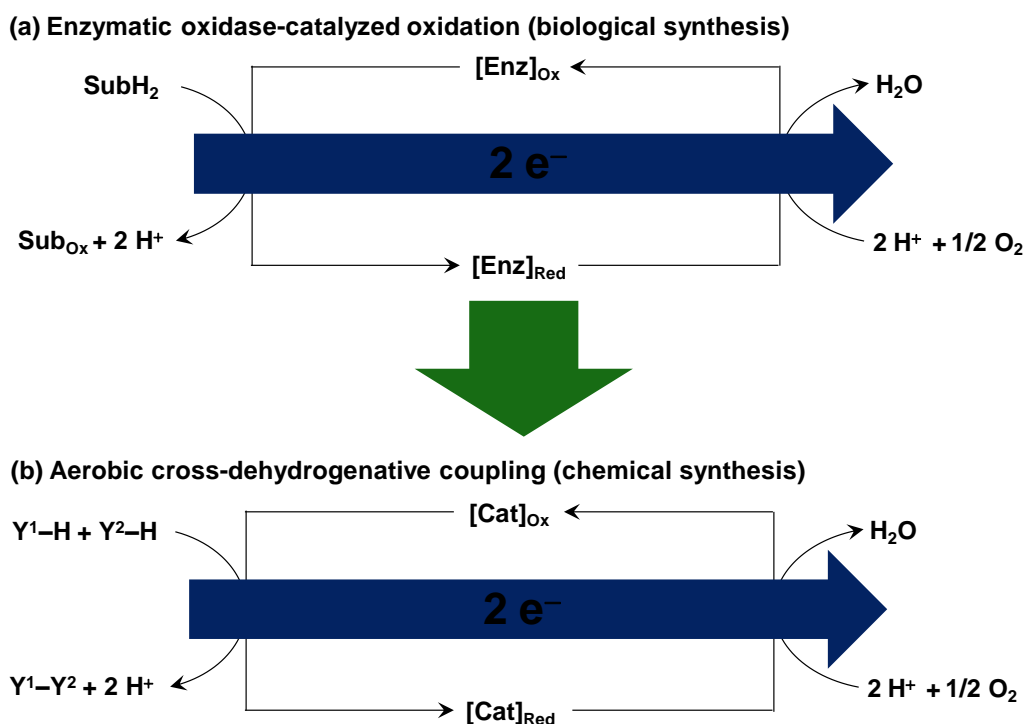 (a) Enzymatic oxidase-catalyzed oxidation (biological synthesis)
[Enz]Ox
SubH₂
H₂O
2 e⁻
SubOx + 2 H⁺
2 H⁺ + 1/2 O₂
[Enz]Red
(b) Aerobic cross-dehydrogenative coupling (chemical synthesis)
[Cat]Ox
Y¹–H + Y²–H
H₂O
2 e⁻
Y¹–Y² + 2 H⁺
2 H⁺ + 1/2 O₂
[Cat]Red